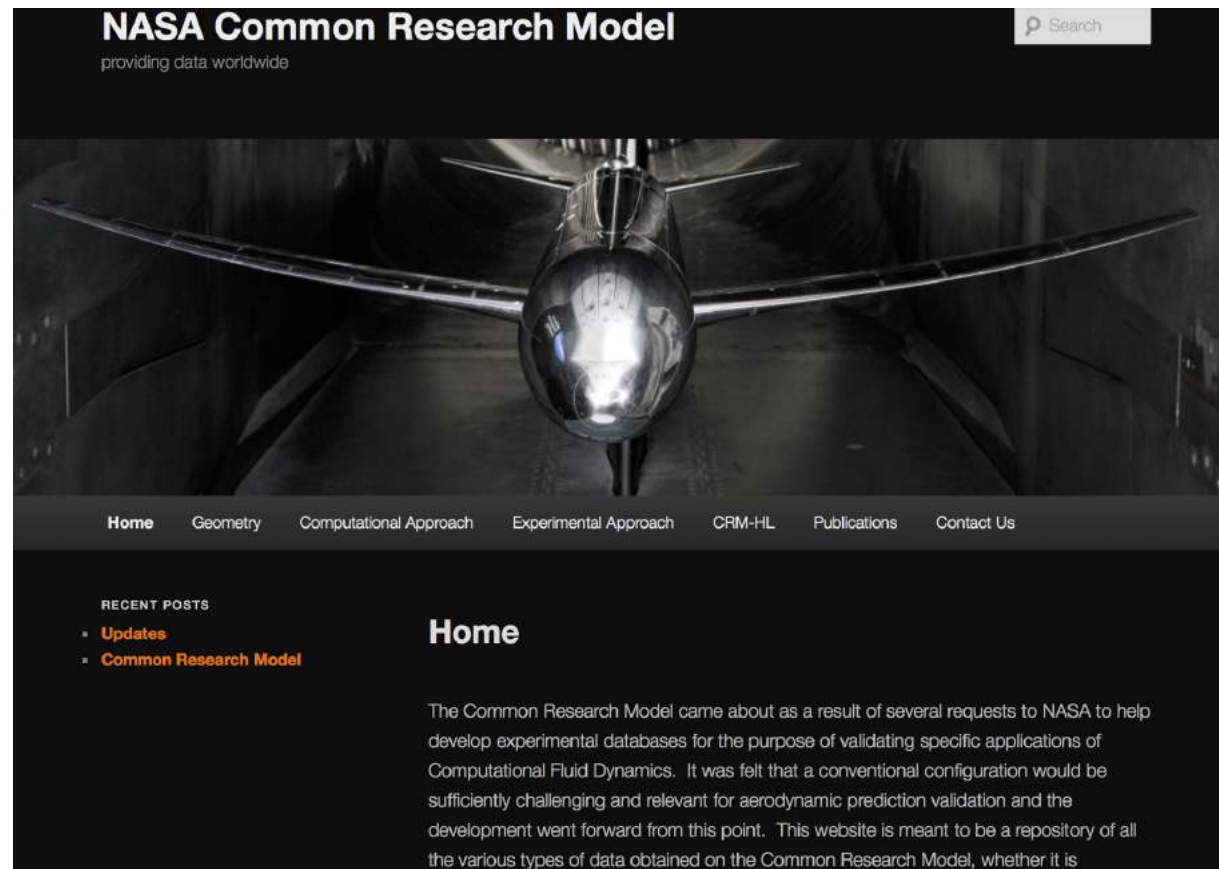 NASA Common Research Model
providing data worldwide
Search
Home Geometry Computational Approach Experimental Approach CRM-HL Publications Contact Us
RECENT POSTS
Updates
Common Research Model
Home
The Common Research Model came about as a result of several requests to NASA to help
develop experimental databases for the purpose of validating specific applications of
Computational Fluid Dynamics.  It was felt that a conventional configuration would be
sufficiently challenging and relevant for aerodynamic prediction validation and the
development went forward from this point.  This website is meant to be a repository of all
the various types of data obtained on the Common Research Model, whether it is